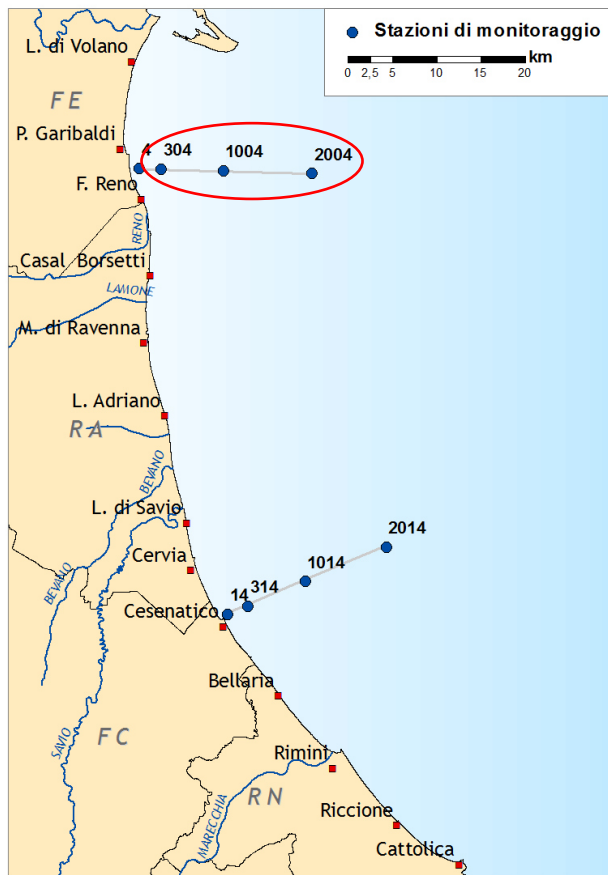 Stazioni di monitoraggio
km
0 2,5 5 10 15 20
L. di Volano
FE
P. Garibaldi
4 304 1004 2004
F. Reno
RENO
Casal Borsetti
LAMONE
M. di Ravenna
L. Adriano
RA
BEVANO
L. di Savio
2014
Cervia
1014
BEVANO
14 314
Cesenatico
Bellaria
FC
SAVIO
Rimini
RN
MARECCHIA
Riccione
Cattolica